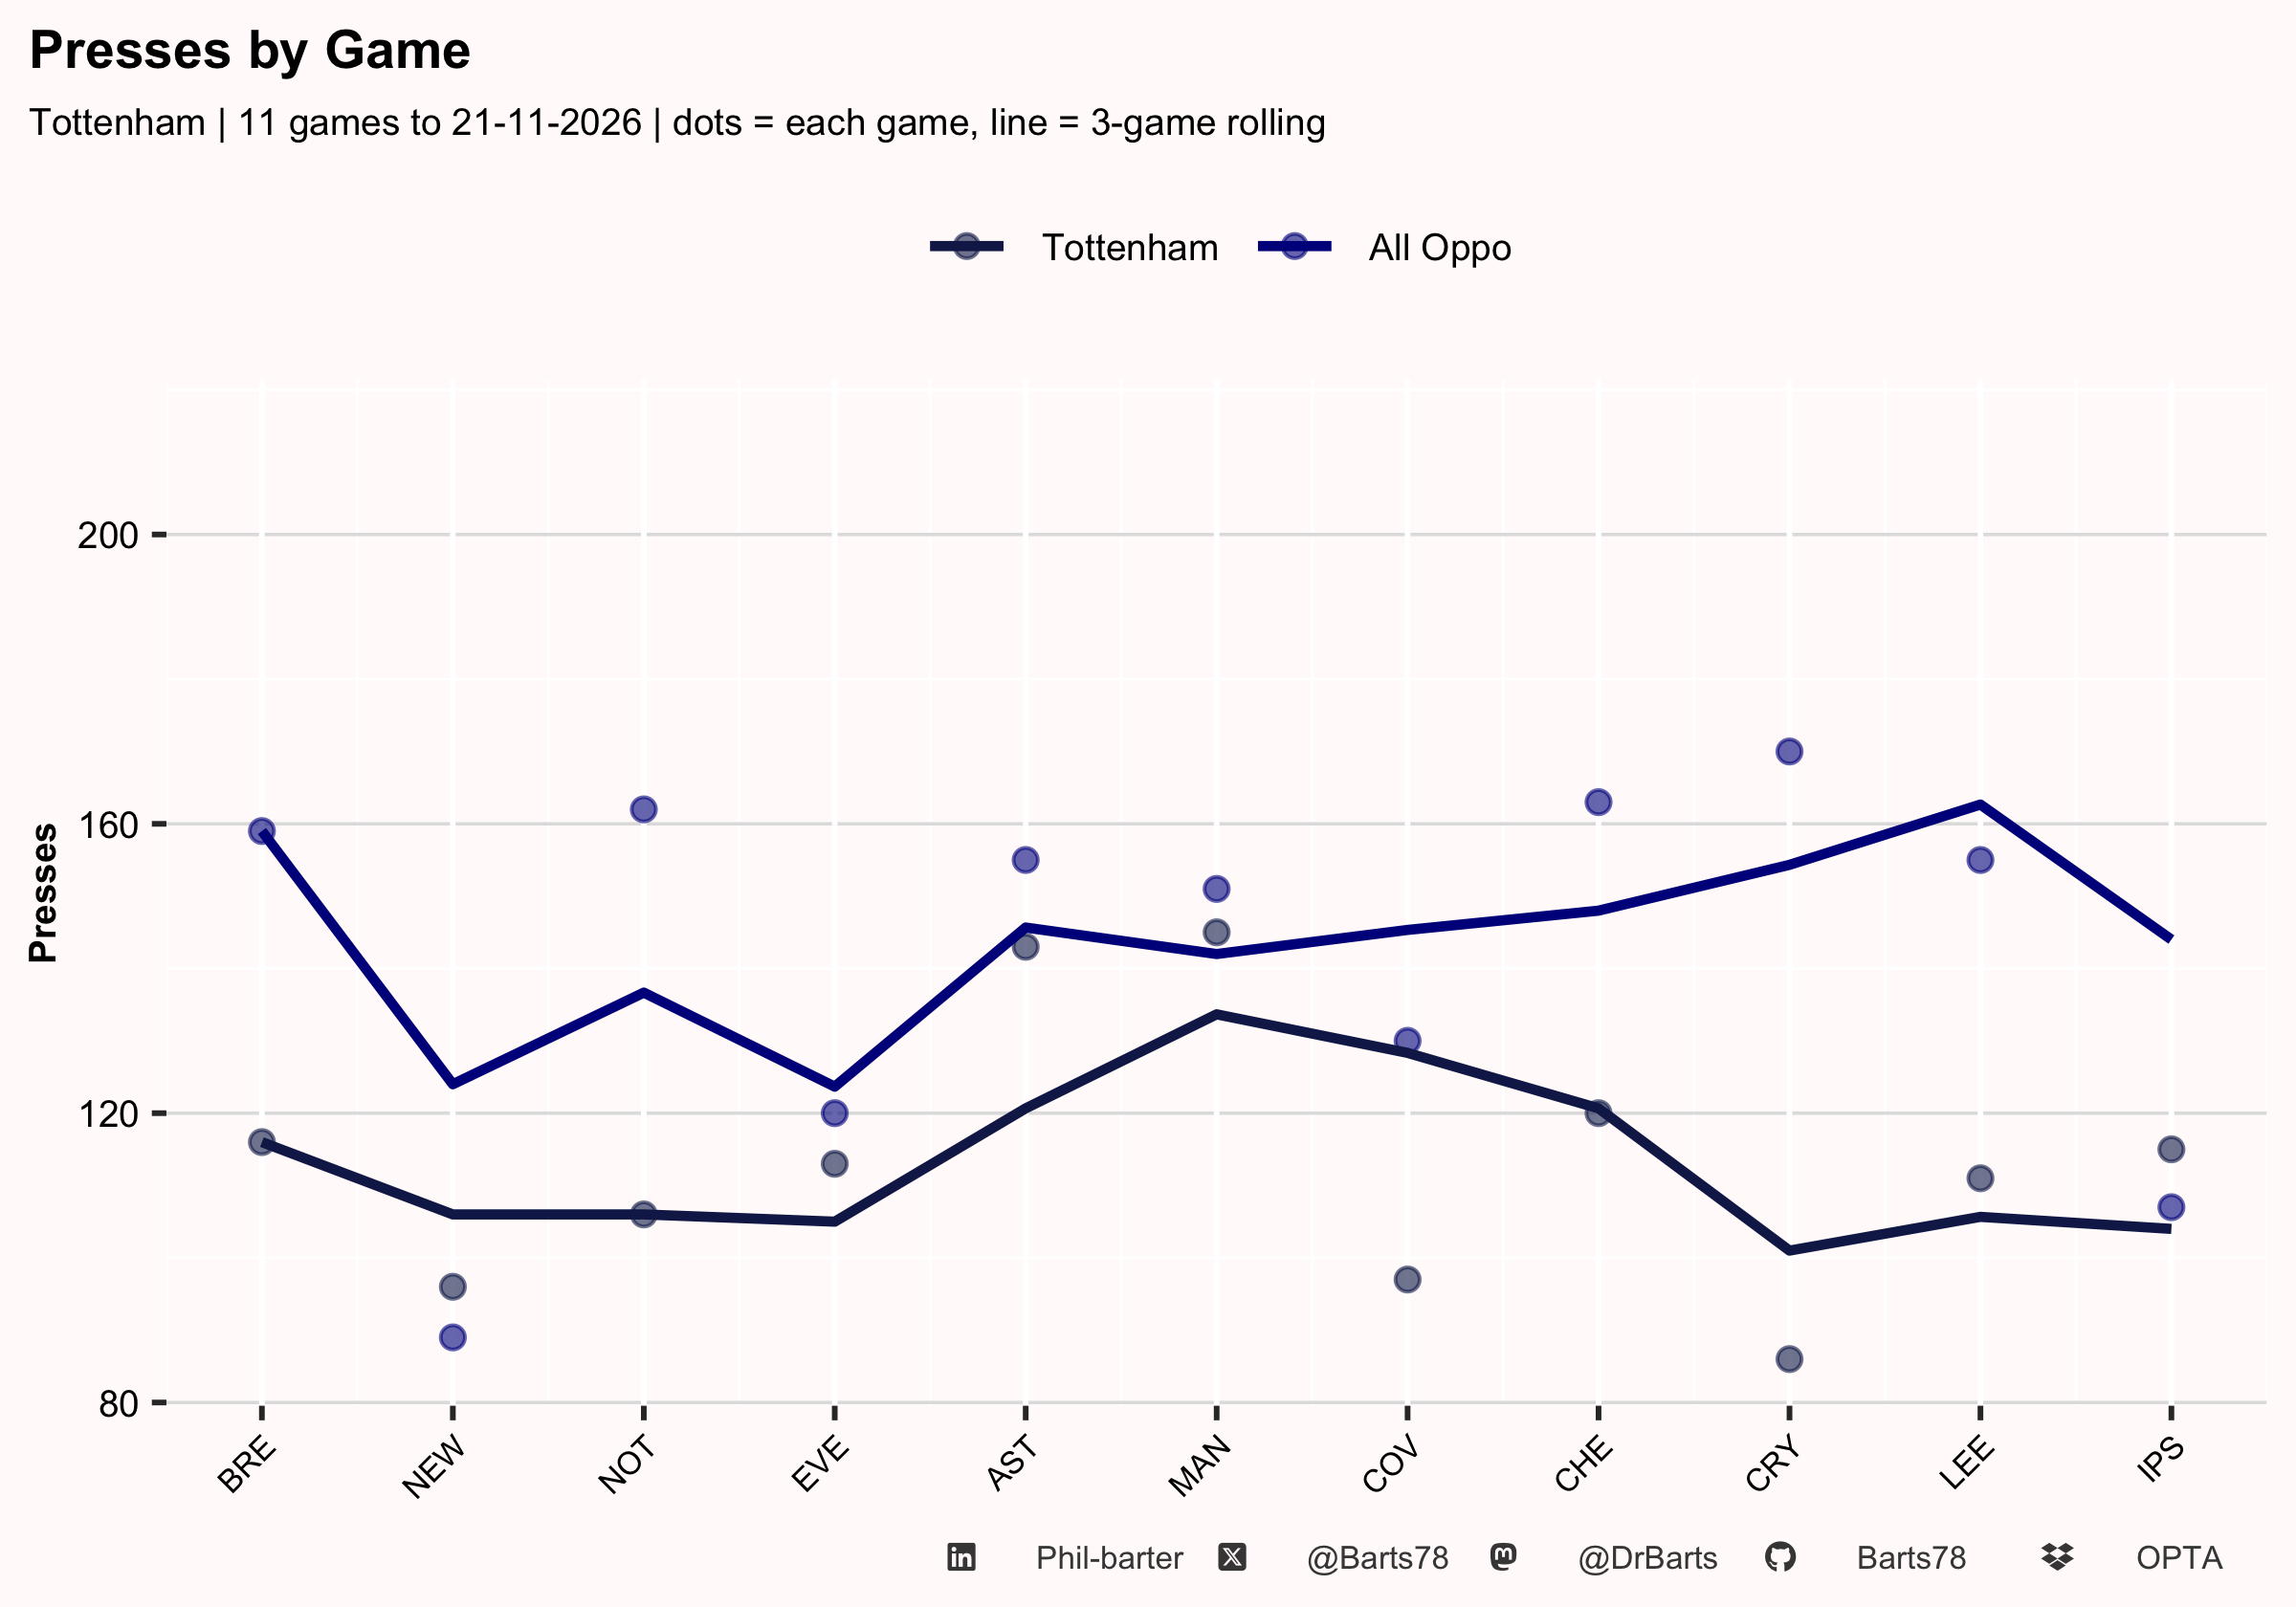 Presses by Game
Tottenham | 11 games to 21-11-2026 | dots = each game, line = 3-game rolling
Tottenham All Oppo
Presses
200
160
120
80
BRE NEW NOT EVE AST MAN COV CHE CRY LEE IPS
Phil-barter @Barts78 @DrBarts Barts78 OPTA